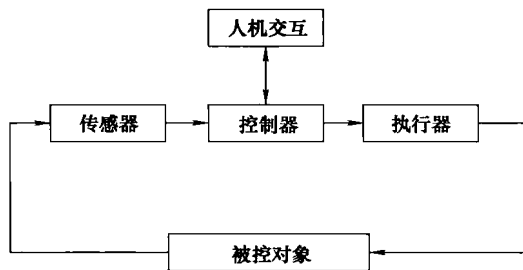 人机交互
传感器
控制器
执行器
被控对象